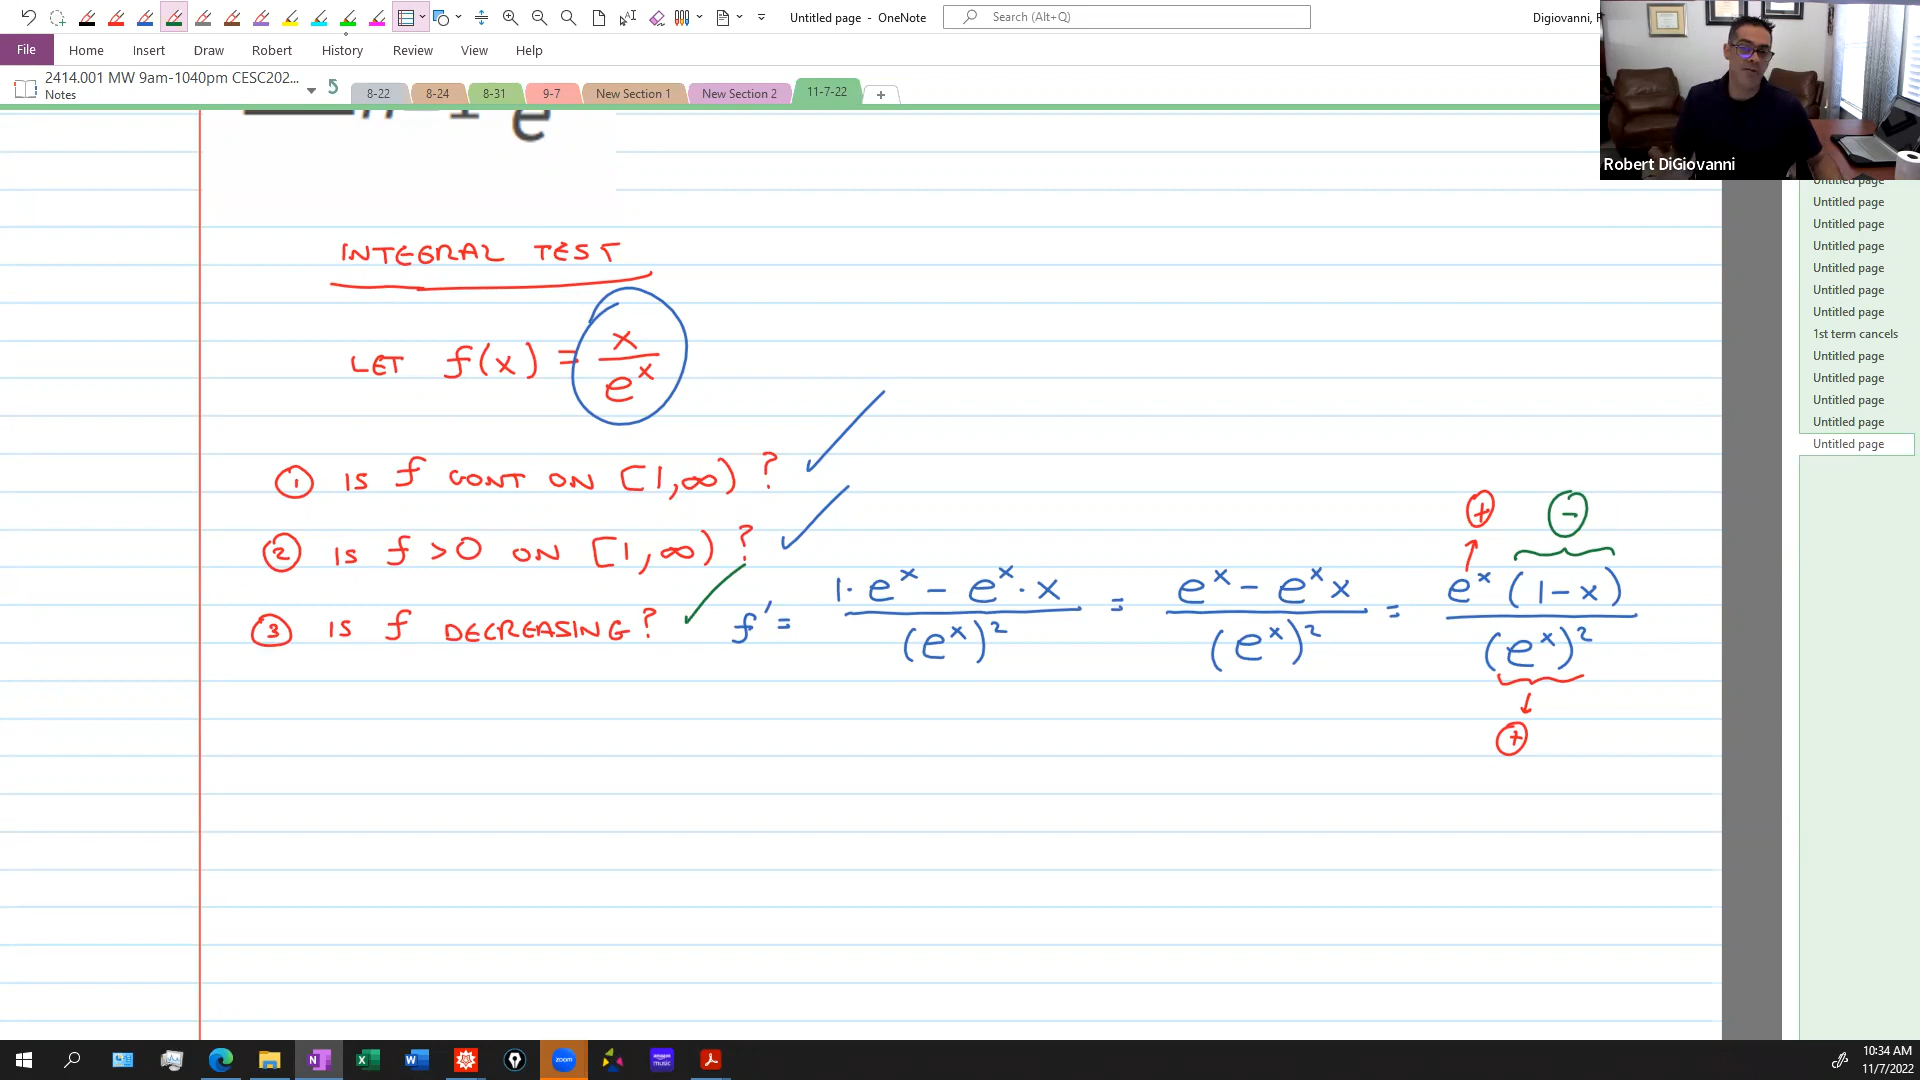 Untitled page - OneNote
Search (Alt+Q)
Digiovanni, R
File Home Insert Draw Robert History Review View Help
2414.001 MW 9am-1040pm CESC202...
Notes
8-22 8-24 8-31 9-7 New Section 1 New Section 2 11-7-22
Robert DiGiovanni
Untitled page
Untitled page
Untitled page
Untitled page
Untitled page
Untitled page
Untitled page
1st term cancels
Untitled page
Untitled page
Untitled page
Untitled page
Untitled page
INTEGRAL TEST
LET f(x) = x / e^x
① IS f CONT ON [1,∞) ?
② IS f > 0 ON [1,∞) ?
③ IS f DECREASING?
f' = (1·e^x − e^x·x) / (e^x)^2 = (e^x − e^x x) / (e^x)^2 = e^x (1−x) / (e^x)^2
+ −
+
10:34 AM
11/7/2022